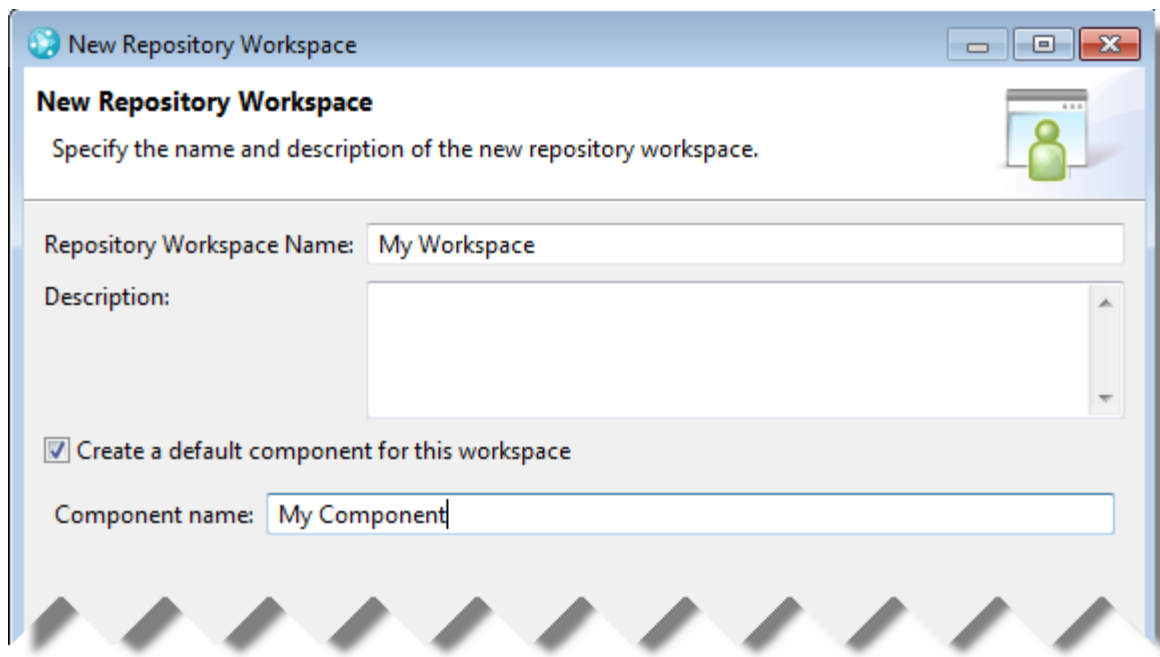 New Repository Workspace
New Repository Workspace
Specify the name and description of the new repository workspace.
Repository Workspace Name: My Workspace
Description:
Create a default component for this workspace
Component name: My Component